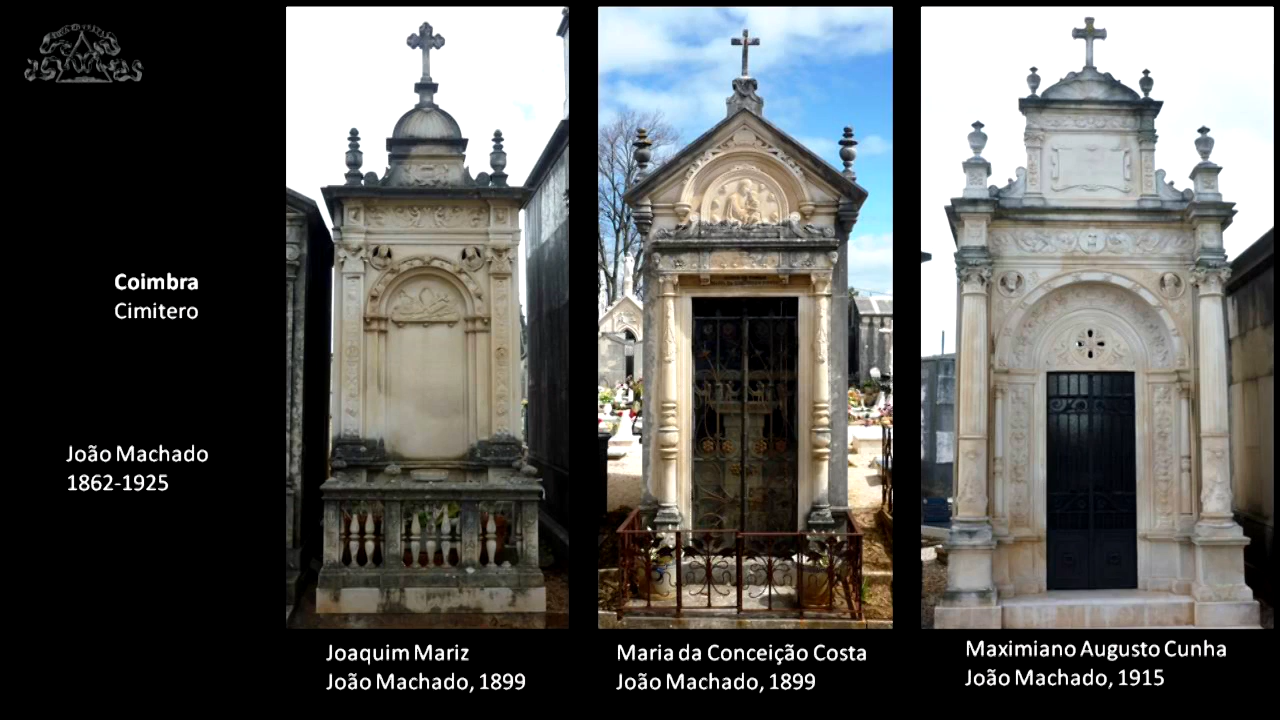 Coimbra
Cimitero
João Machado
1862-1925
Joaquim Mariz
João Machado, 1899
Maria da Conceição Costa
João Machado, 1899
Maximiano Augusto Cunha
João Machado, 1915